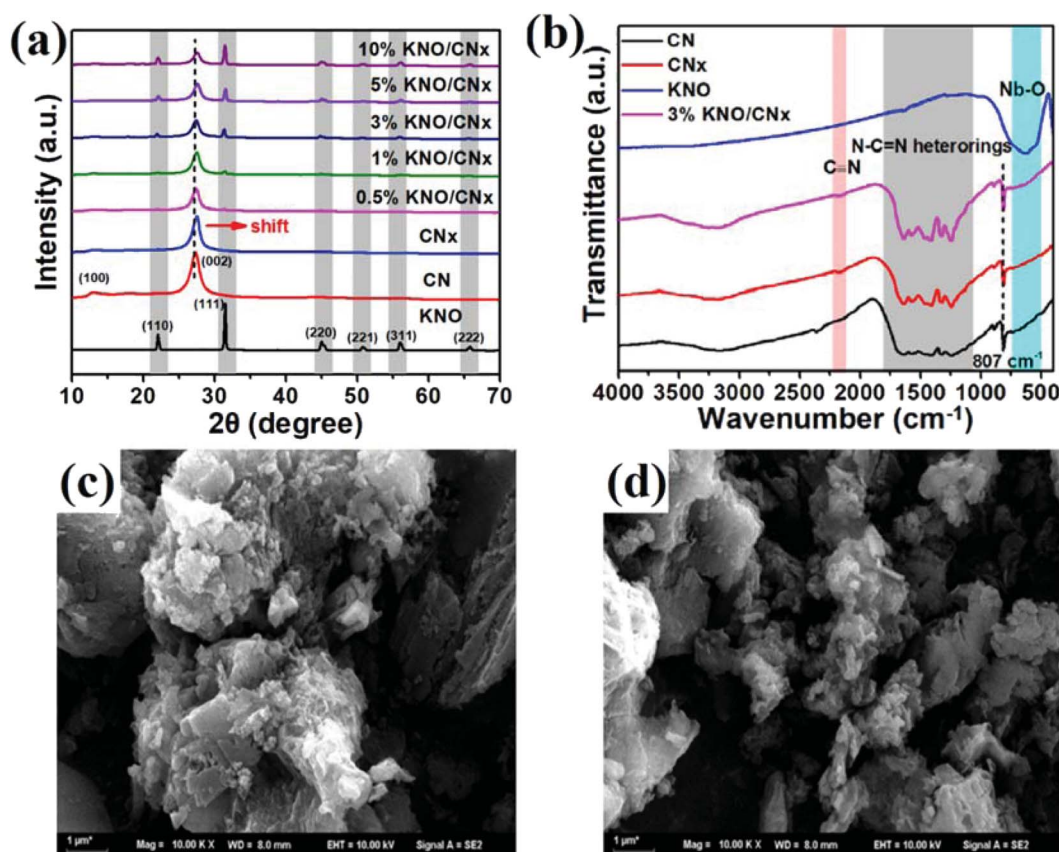 (a)
10% KNO/CNx
5% KNO/CNx
3% KNO/CNx
1% KNO/CNx
0.5% KNO/CNx
shift
CNx
(100)
(002)
CN
(111)
KNO
(110)
(220)
(221)
(311)
(222)
Intensity (a.u.)
10 20 30 40 50 60 70
2θ (degree)
(b)
CN
CNx
KNO
3% KNO/CNx
Nb-O
N-C=N heterorings
C≡N
807 cm⁻¹
Transmittance (a.u.)
4000 3500 3000 2500 2000 1500 1000 500
Wavenumber (cm⁻¹)
(c)
1 μm*
Mag = 10.00 K X WD = 8.0 mm EHT = 10.00 kV Signal A = SE2
(d)
1 μm*
Mag = 10.00 K X WD = 8.0 mm EHT = 10.00 kV Signal A = SE2